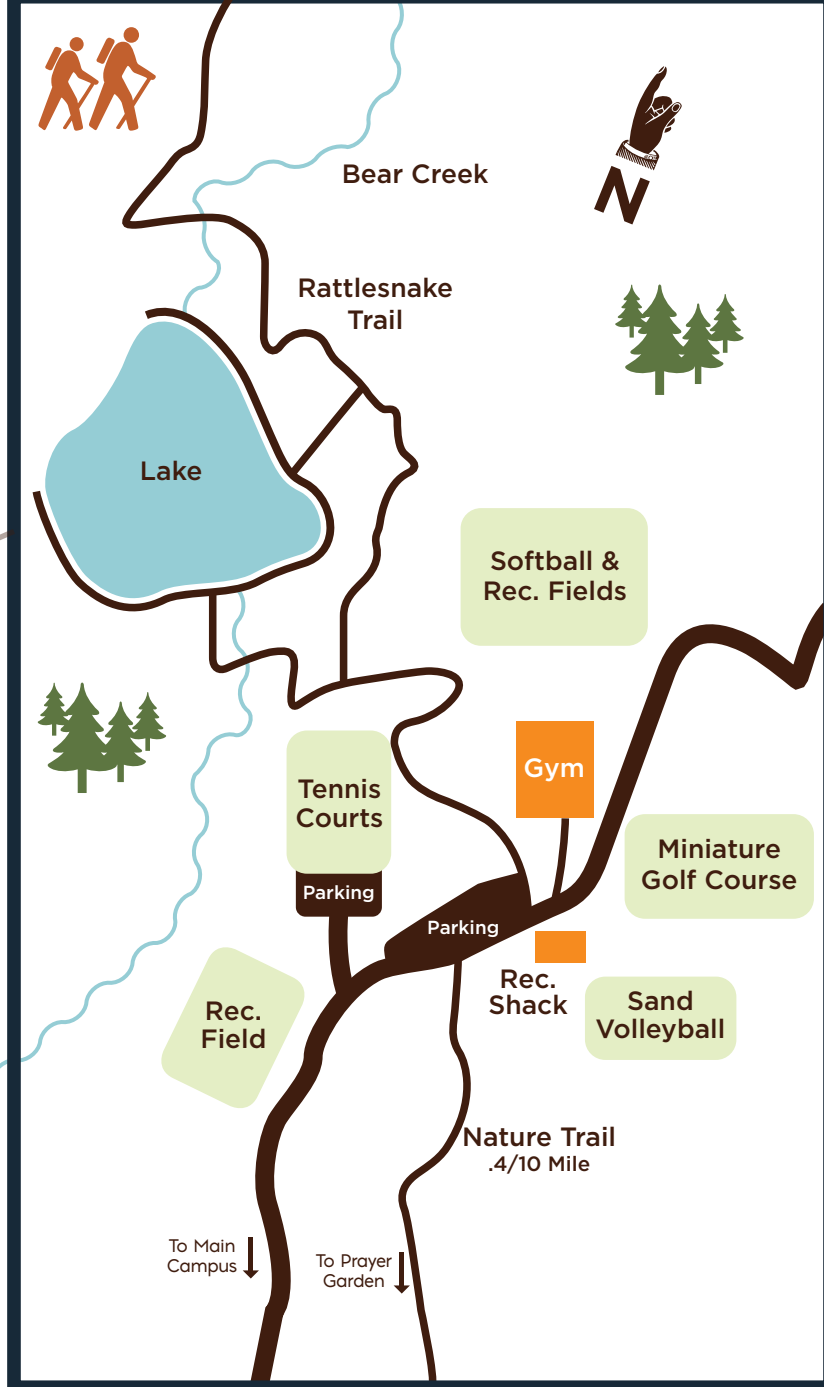 Bear Creek
N
Rattlesnake
Trail
Lake
Softball &
Rec. Fields
Gym
Tennis
Courts
Parking
Miniature
Golf Course
Parking
Rec.
Shack
Sand
Volleyball
Rec.
Field
Nature Trail
.4/10 Mile
To Main
Campus
To Prayer
Garden